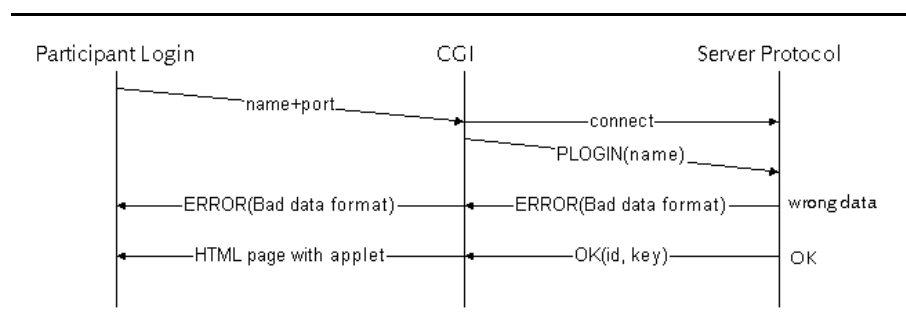 Participant Login CGI Server Protocol
name+port
connect
PLOGIN(name)
ERROR(Bad data format) ERROR(Bad data format) wrong data
HTML page with applet OK(id, key) OK